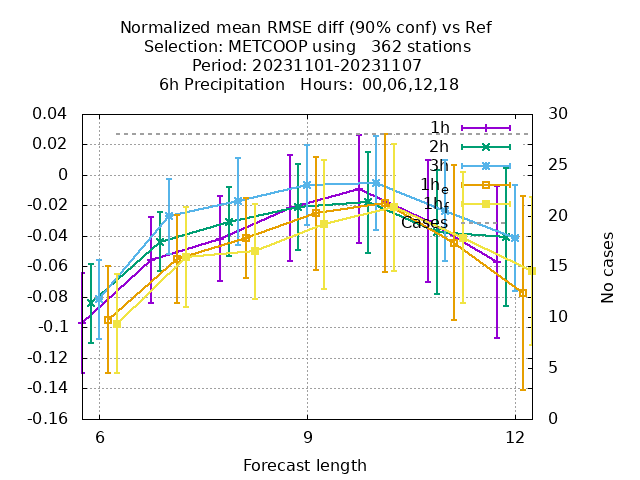 Normalized mean RMSE diff (90% conf) vs Ref
Selection: METCOOP using   362 stations
Period: 20231101-20231107
6h Precipitation   Hours:  00,06,12,18
0.04
0.02
0
-0.02
-0.04
-0.06
-0.08
-0.1
-0.12
-0.14
-0.16
30
25
20
15
10
5
0
1h
2h
3h
1h_e
1h_f
Cases
No cases
6
9
12
Forecast length